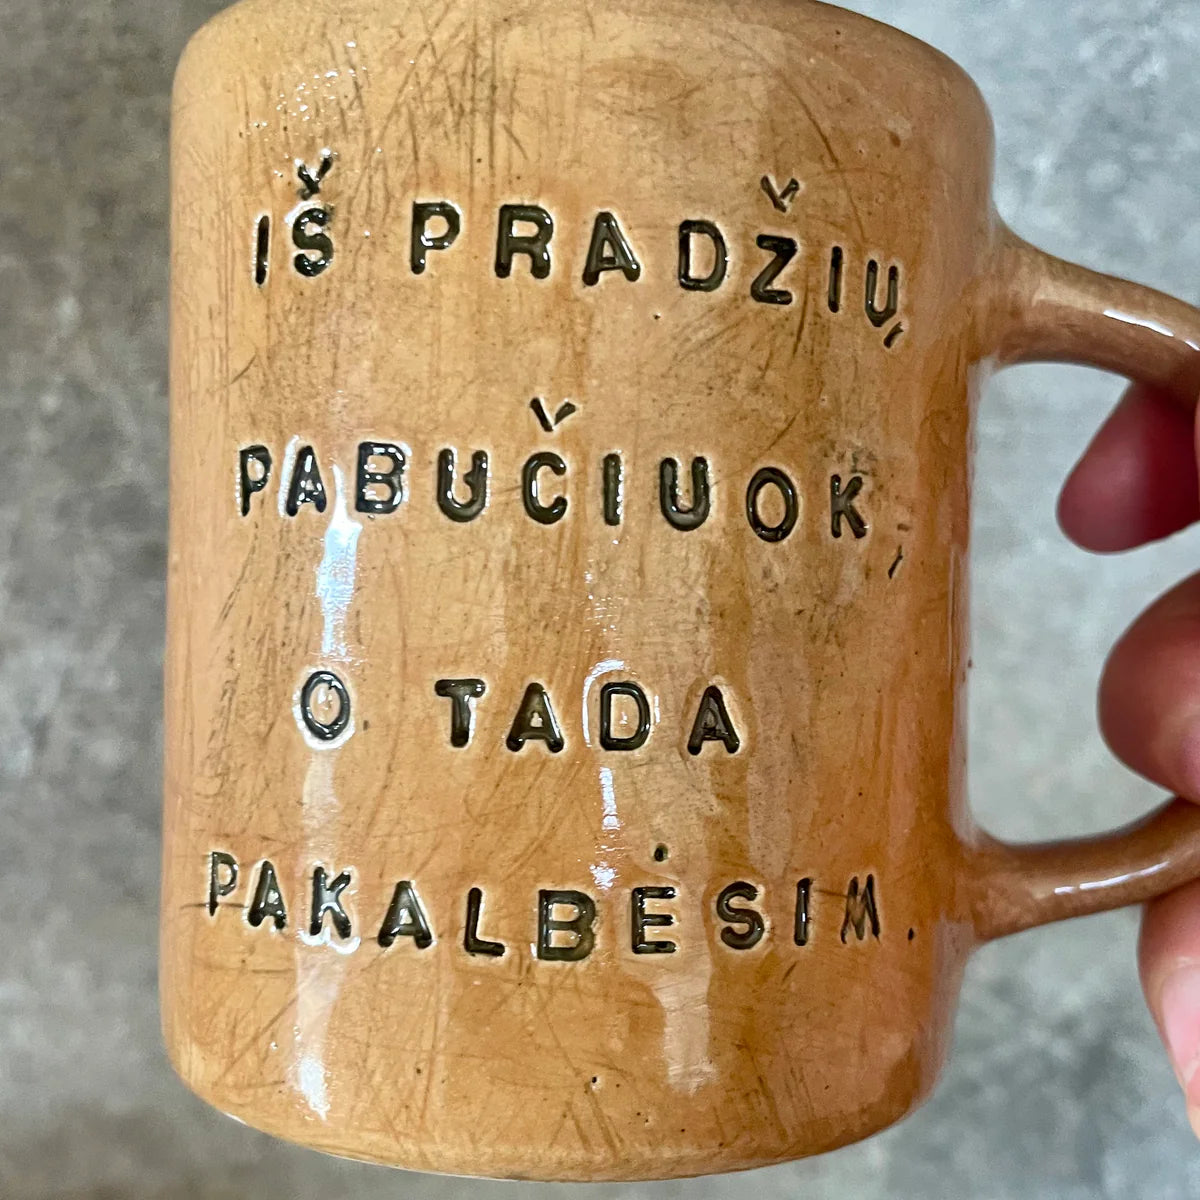 IŠ PRADŽIŲ
PABUČIUOK,
O TADA
PAKALBĖSIM.